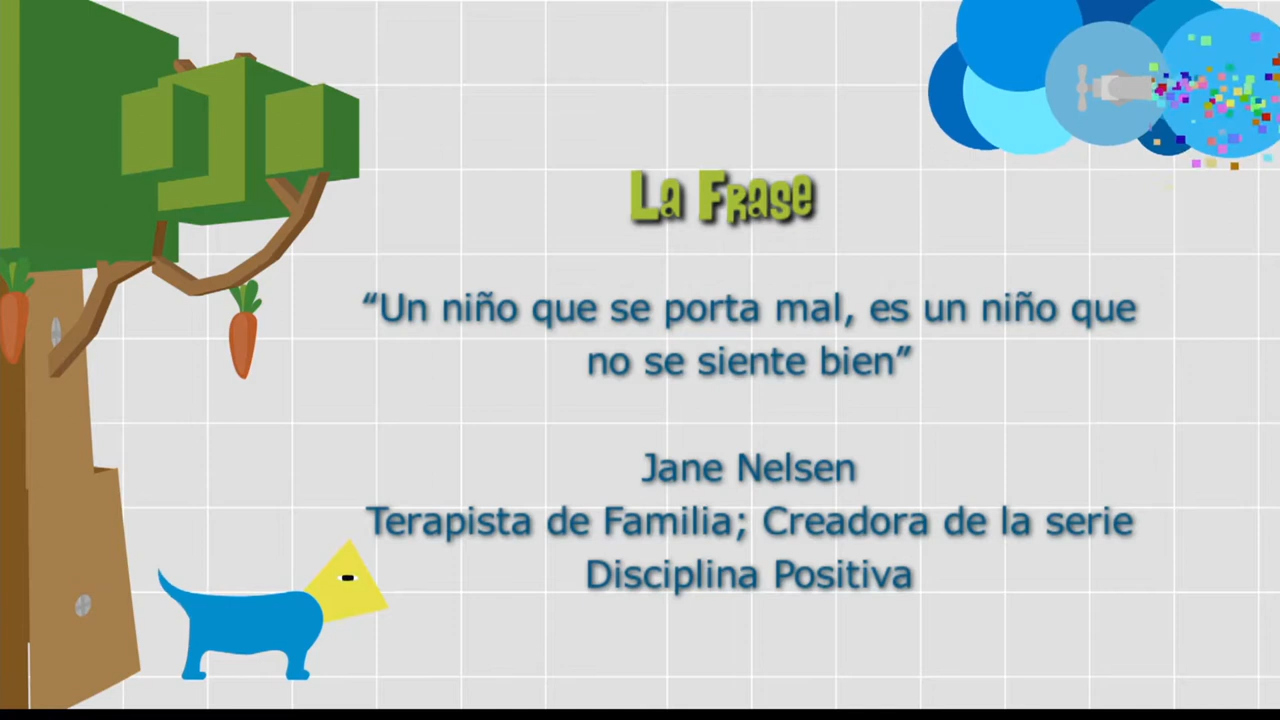 La Frase
“Un niño que se porta mal, es un niño que
no se siente bien”
Jane Nelsen
Terapista de Familia; Creadora de la serie
Disciplina Positiva